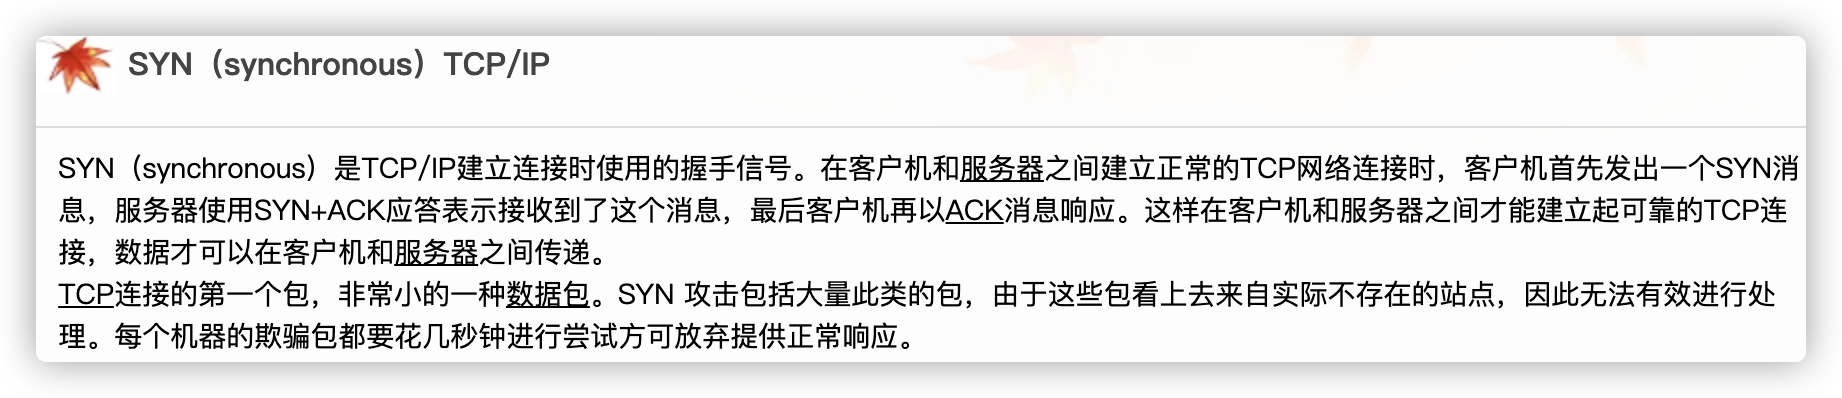 SYN（synchronous）TCP/IP
SYN（synchronous）是TCP/IP建立连接时使用的握手信号。在客户机和服务器之间建立正常的TCP网络连接时，客户机首先发出一个SYN消
息，服务器使用SYN+ACK应答表示接收到了这个消息，最后客户机再以ACK消息响应。这样在客户机和服务器之间才能建立起可靠的TCP连
接，数据才可以在客户机和服务器之间传递。
TCP连接的第一个包，非常小的一种数据包。SYN 攻击包括大量此类的包，由于这些包看上去来自实际不存在的站点，因此无法有效进行处
理。每个机器的欺骗包都要花几秒钟进行尝试方可放弃提供正常响应。